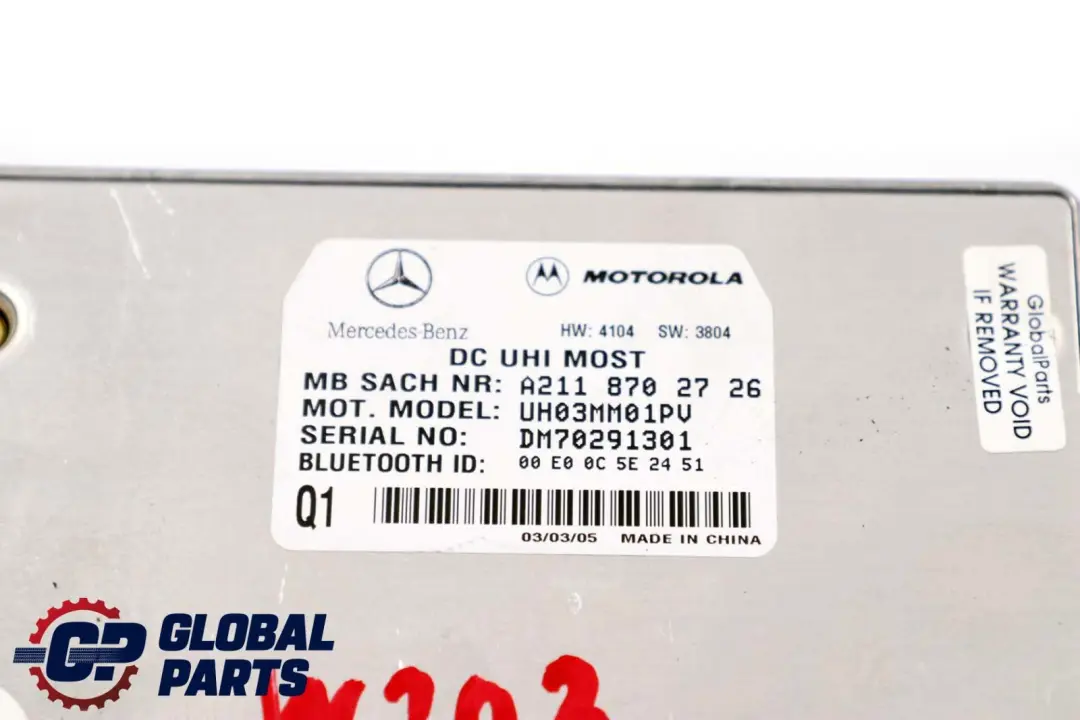 MOTOROLA
Mercedes-Benz
HW: 4104 SW: 3804
DC UHI MOST
MB SACH NR: A211 870 27 26
MOT. MODEL: UH03MM01PV
SERIAL NO: DM70291301
BLUETOOTH ID: 00 E0 0C 5E 24 51
Q1
03/03/05 MADE IN CHINA
GlobalParts
WARRANTY VOID
IF REMOVED
GP GLOBAL
PARTS
W203